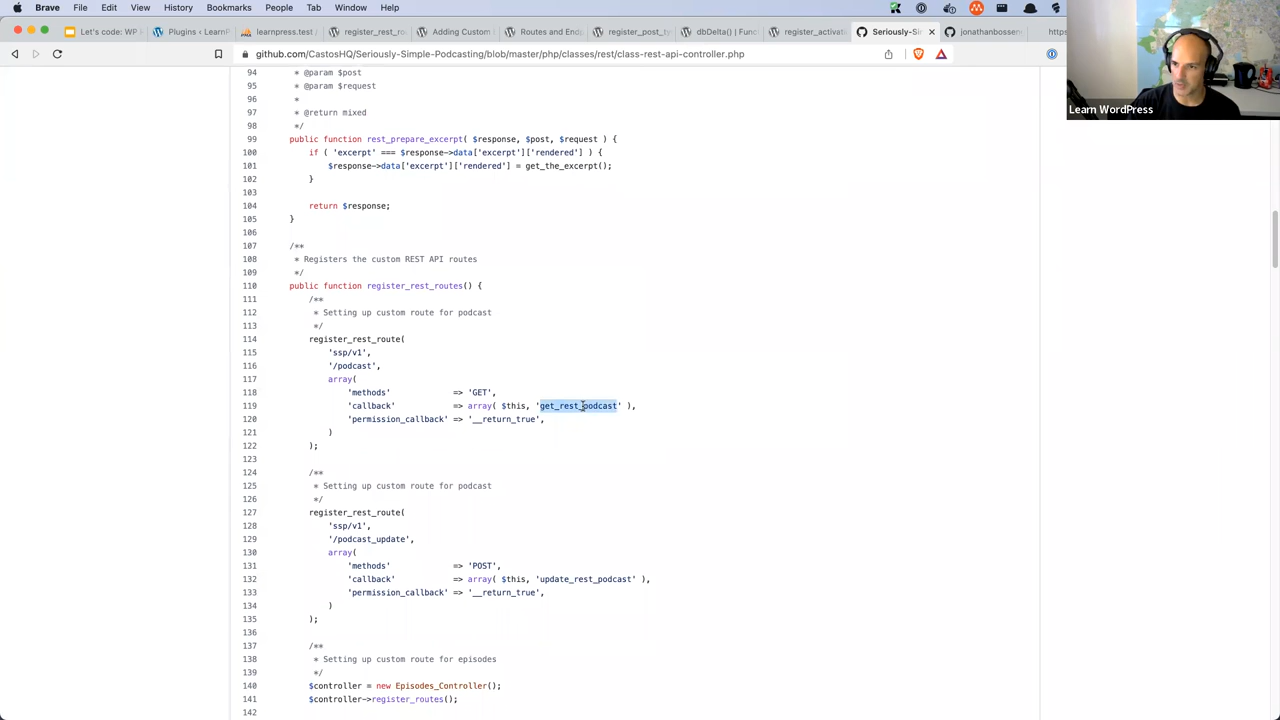 Brave File Edit View History Bookmarks People Tab Window Help
Let's code: WP
Plugins ‹ LearnP
learnpress.test /
register_rest_ro
Adding Custom
Routes and End
register_post_ty
dbDelta() | Func
register_activati
Seriously-Sim
jonathanbosseng
https
github.com/CastosHQ/Seriously-Simple-Podcasting/blob/master/php/classes/rest/class-rest-api-controller.php
Learn WordPress
94 * @param $post
95 * @param $request
96 *
97 * @return mixed
98 */
99 public function rest_prepare_excerpt( $response, $post, $request ) {
100 if ( 'excerpt' === $response->data['excerpt']['rendered'] ) {
101 $response->data['excerpt']['rendered'] = get_the_excerpt();
102 }
103
104 return $response;
105 }
106
107 /**
108 * Registers the custom REST API routes
109 */
110 public function register_rest_routes() {
111 /**
112 * Setting up custom route for podcast
113 */
114 register_rest_route(
115 'ssp/v1',
116 '/podcast',
117 array(
118 'methods' => 'GET',
119 'callback' => array( $this, 'get_rest_podcast' ),
120 'permission_callback' => '__return_true',
121 )
122 );
123
124 /**
125 * Setting up custom route for podcast
126 */
127 register_rest_route(
128 'ssp/v1',
129 '/podcast_update',
130 array(
131 'methods' => 'POST',
132 'callback' => array( $this, 'update_rest_podcast' ),
133 'permission_callback' => '__return_true',
134 )
135 );
136
137 /**
138 * Setting up custom route for episodes
139 */
140 $controller = new Episodes_Controller();
141 $controller->register_routes();
142